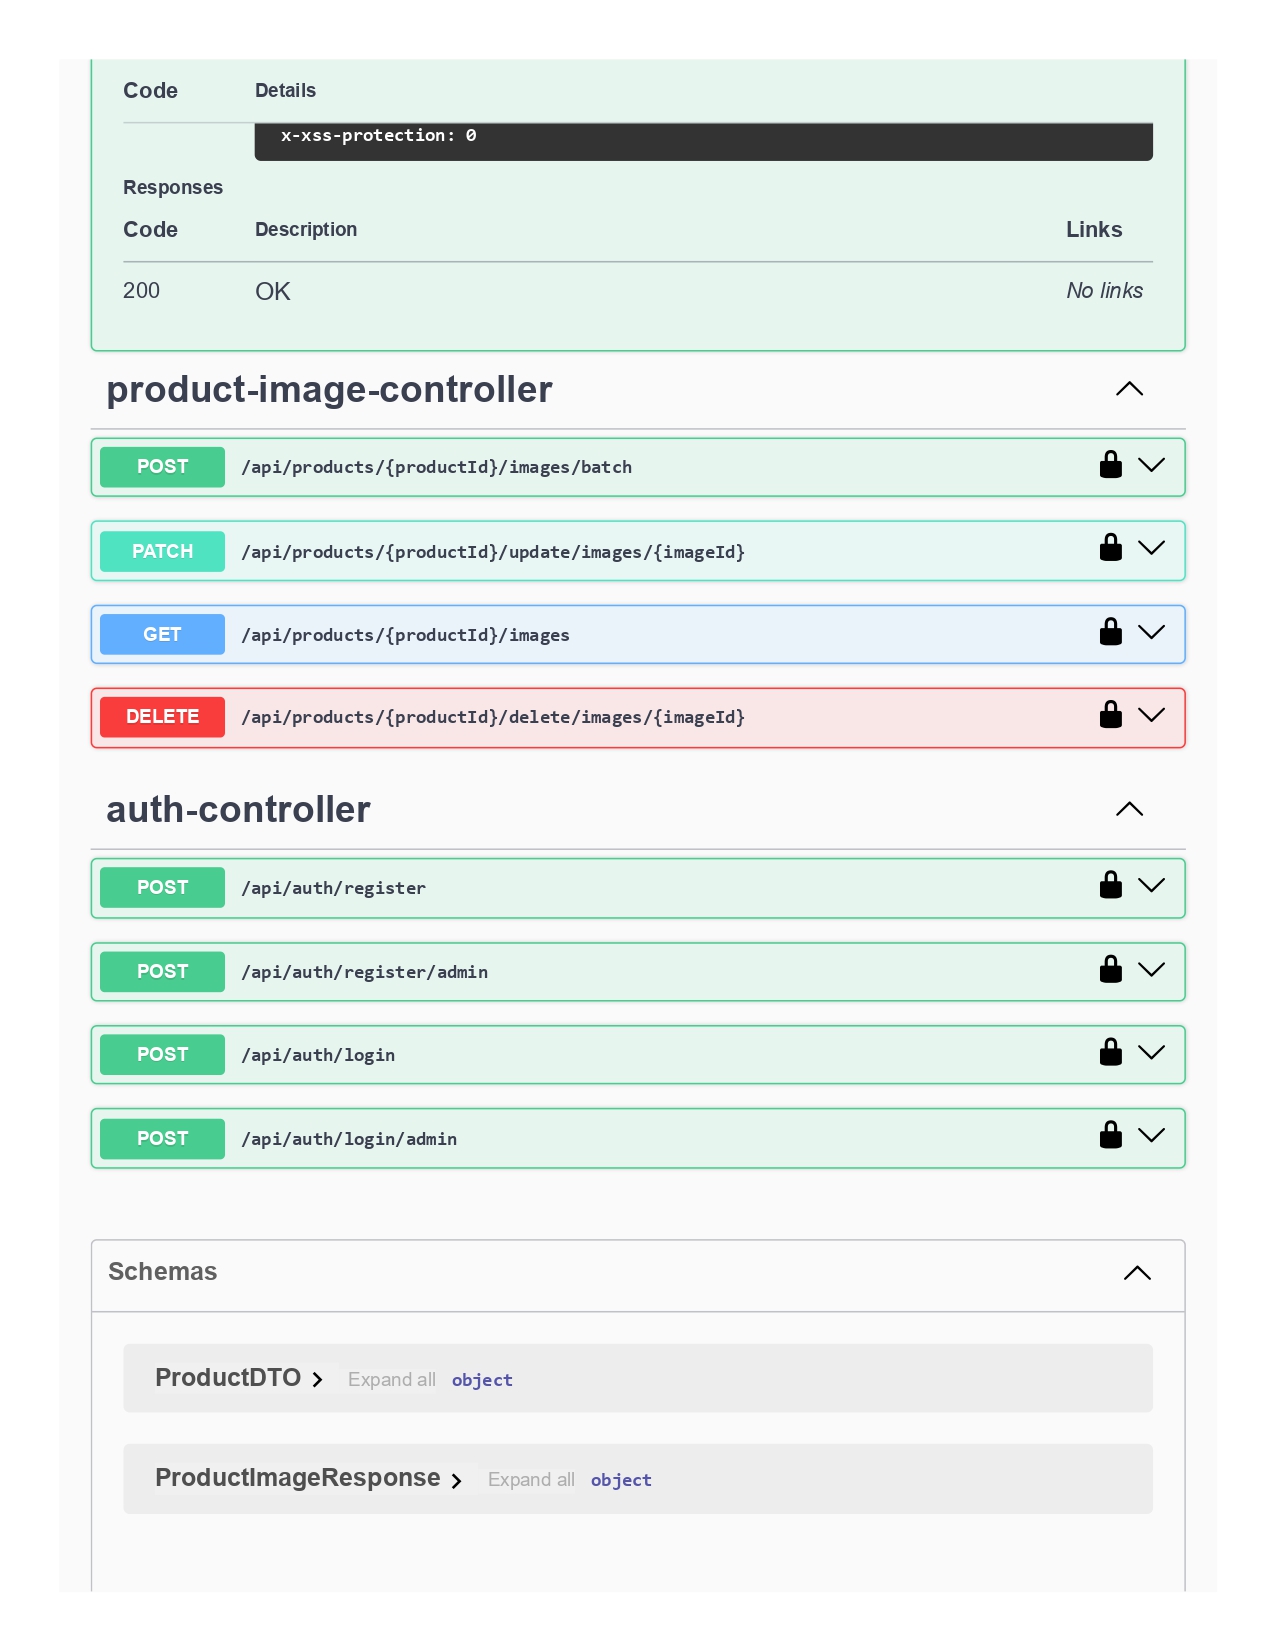 Code Details
x-xss-protection: 0
Responses
Code Description Links
200 OK No links
product-image-controller
POST /api/products/{productId}/images/batch
PATCH /api/products/{productId}/update/images/{imageId}
GET /api/products/{productId}/images
DELETE /api/products/{productId}/delete/images/{imageId}
auth-controller
POST /api/auth/register
POST /api/auth/register/admin
POST /api/auth/login
POST /api/auth/login/admin
Schemas
ProductDTO Expand all object
ProductImageResponse Expand all object